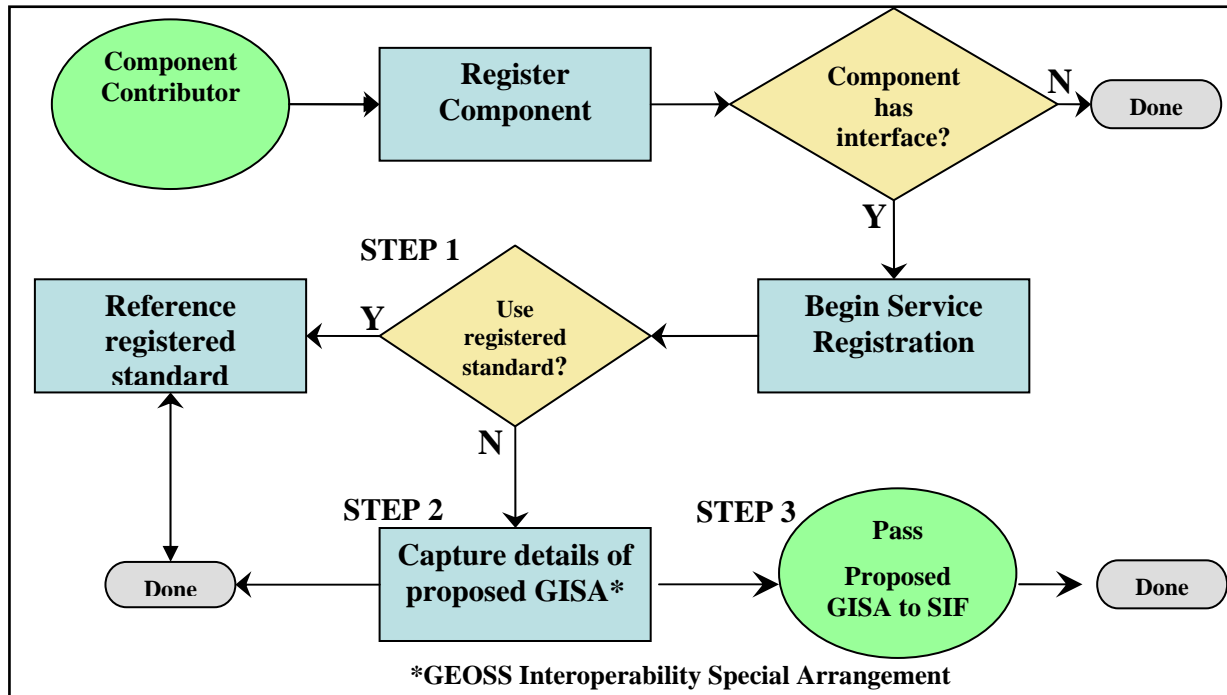 Component
Contributor
Register
Component
Component
has
interface?
N
Done
Y
STEP 1
Reference
registered
standard
Y
Use
registered
standard?
Begin Service
Registration
N
STEP 2
STEP 3
Done
Capture details of
proposed GISA*
Pass
Proposed
GISA to SIF
Done
*GEOSS Interoperability Special Arrangement